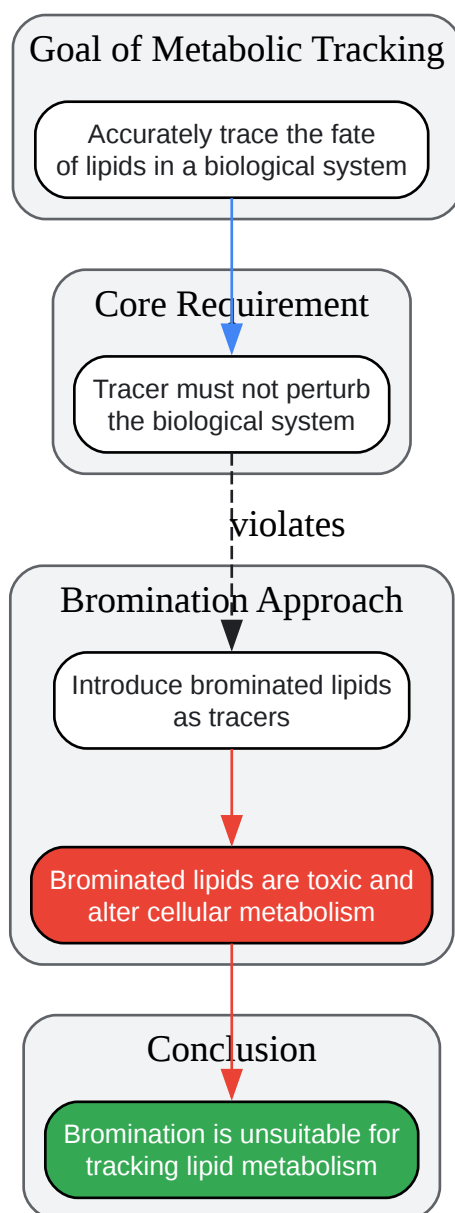 Goal of Metabolic Tracking
Accurately trace the fate
of lipids in a biological system
Core Requirement
Tracer must not perturb
the biological system
violates
Bromination Approach
Introduce brominated lipids
as tracers
Brominated lipids are toxic and
alter cellular metabolism
Conclusion
Bromination is unsuitable for
tracking lipid metabolism